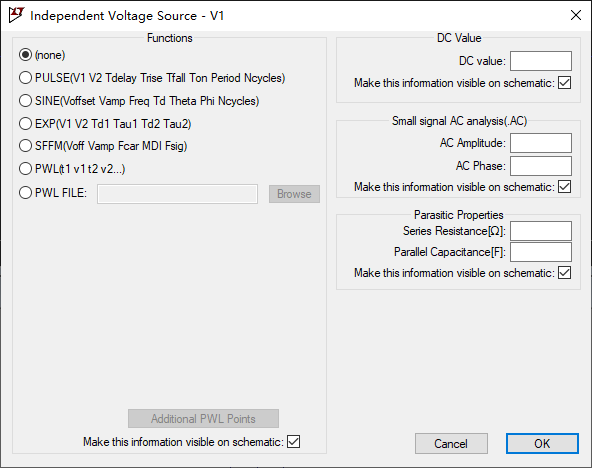 Independent Voltage Source - V1
Functions
(none)
PULSE(V1 V2 Tdelay Trise Tfall Ton Period Ncycles)
SINE(Voffset Vamp Freq Td Theta Phi Ncycles)
EXP(V1 V2 Td1 Tau1 Td2 Tau2)
SFFM(Voff Vamp Fcar MDI Fsig)
PWL(t1 v1 t2 v2...)
PWL FILE:
Browse
Additional PWL Points
Make this information visible on schematic:
DC Value
DC value:
Make this information visible on schematic:
Small signal AC analysis(.AC)
AC Amplitude:
AC Phase:
Make this information visible on schematic:
Parasitic Properties
Series Resistance[Ω]:
Parallel Capacitance[F]:
Make this information visible on schematic:
Cancel
OK